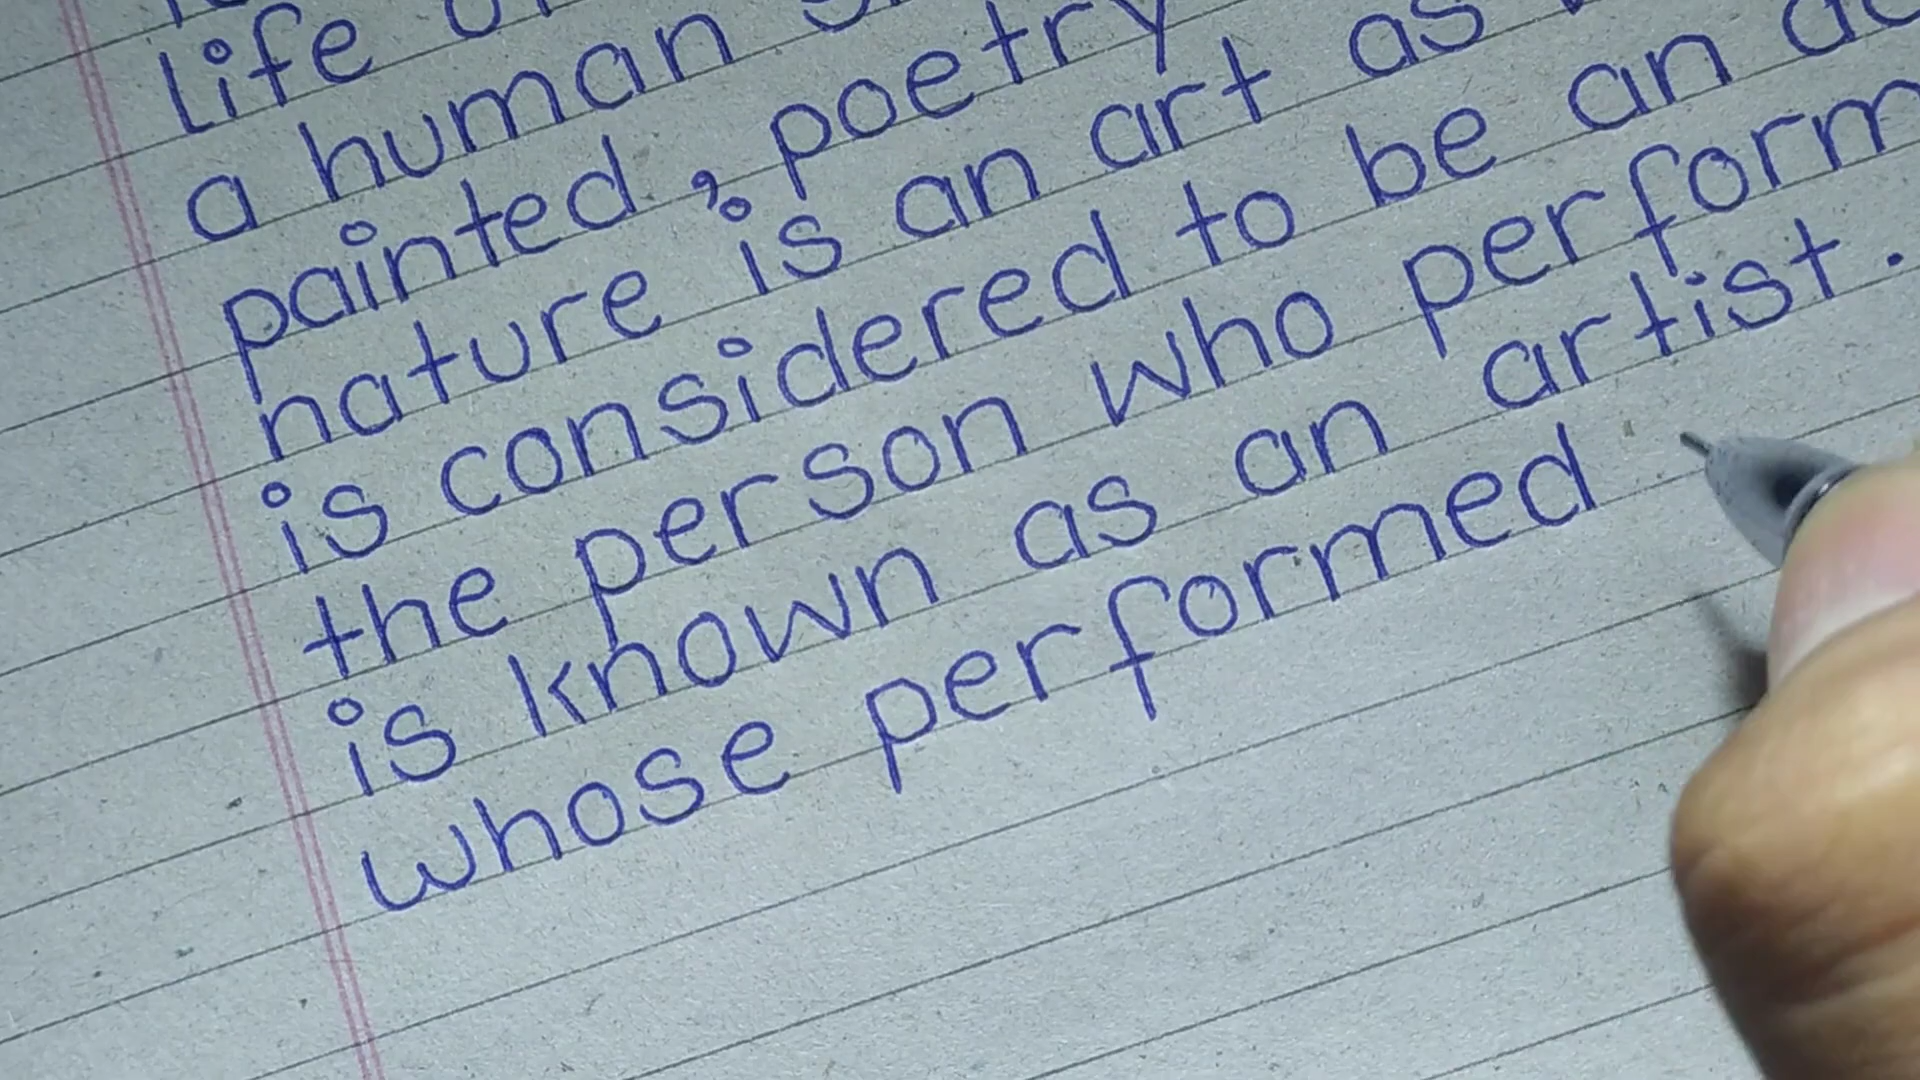 life
a human
painted, poetry
nature is an art as
is considered to be an
the person who perform
is known as an artist.
whose performed